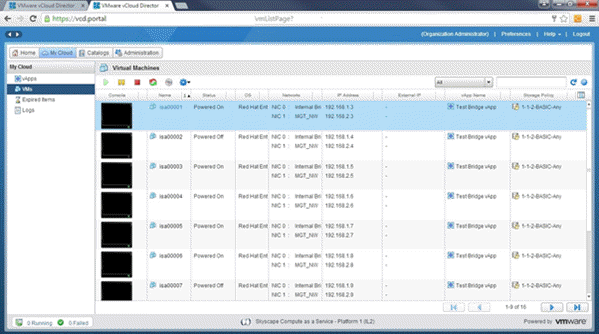 VMware vCloud Director
VMware vCloud Director
https://vcd.portal
vmListPage?
(Organization Administrator) Preferences Help Logout
Home My Cloud Catalogs Administration
My Cloud
vApps
VMs
Expired Items
Logs
Virtual Machines
All
Console Name Status OS Network IP Address External IP vApp Name Storage Policy
isa00001 Powered On Red Hat Ent NIC 0 : Internal Bri 192.168.1.3 - Test Bridge vApp 1-1-2-BASIC-Any
NIC 1 : MGT_NW 192.168.2.3 -
isa00002 Powered Off Red Hat Ent NIC 0 : Internal Bri 192.168.1.4 - Test Bridge vApp 1-1-2-BASIC-Any
NIC 1 : MGT_NW 192.168.2.4 -
isa00003 Powered On Red Hat Ent NIC 0 : Internal Bri 192.168.1.5 - Test Bridge vApp 1-1-2-BASIC-Any
NIC 1 : MGT_NW 192.168.2.5 -
isa00004 Powered On Red Hat Ent NIC 0 : Internal Bri 192.168.1.6 - Test Bridge vApp 1-1-2-BASIC-Any
NIC 1 : MGT_NW 192.168.2.6 -
isa00005 Powered On Red Hat Ent NIC 0 : Internal Bri 192.168.1.7 - Test Bridge vApp 1-1-2-BASIC-Any
NIC 1 : MGT_NW 192.168.2.7 -
isa00006 Powered Off Red Hat Ent NIC 0 : Internal Bri 192.168.1.8 - Test Bridge vApp 1-1-2-BASIC-Any
NIC 1 : MGT_NW 192.168.2.8 -
isa00007 Powered Off Red Hat Ent NIC 0 : Internal Bri 192.168.1.9 - Test Bridge vApp 1-1-2-BASIC-Any
NIC 1 : MGT_NW 192.168.2.9 -
1-9 of 16
0 Running 0 Failed Skyscape Compute as a Service - Platform 1 (IL2) Powered by vmware